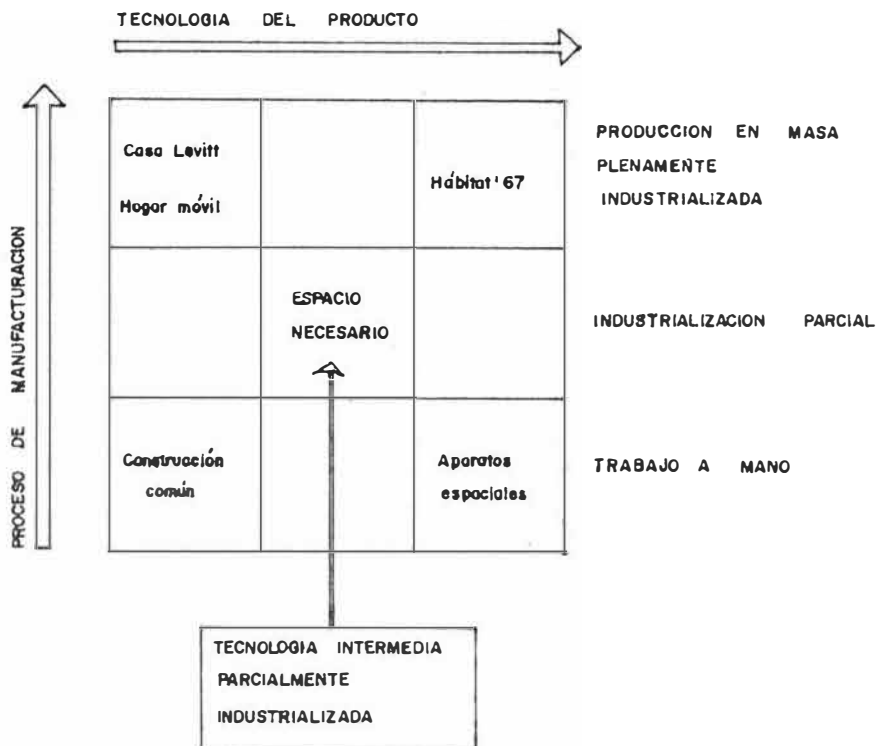 TECNOLOGIA DEL PRODUCTO
PROCESO DE MANUFACTURACION
Casa Levitt
Hogar móvil
Hábitat '67
PRODUCCION EN MASA
PLENAMENTE
INDUSTRIALIZADA
ESPACIO
NECESARIO
INDUSTRIALIZACION PARCIAL
Construcción
común
Aparatos
espaciales
TRABAJO A MANO
TECNOLOGIA INTERMEDIA
PARCIALMENTE
INDUSTRIALIZADA